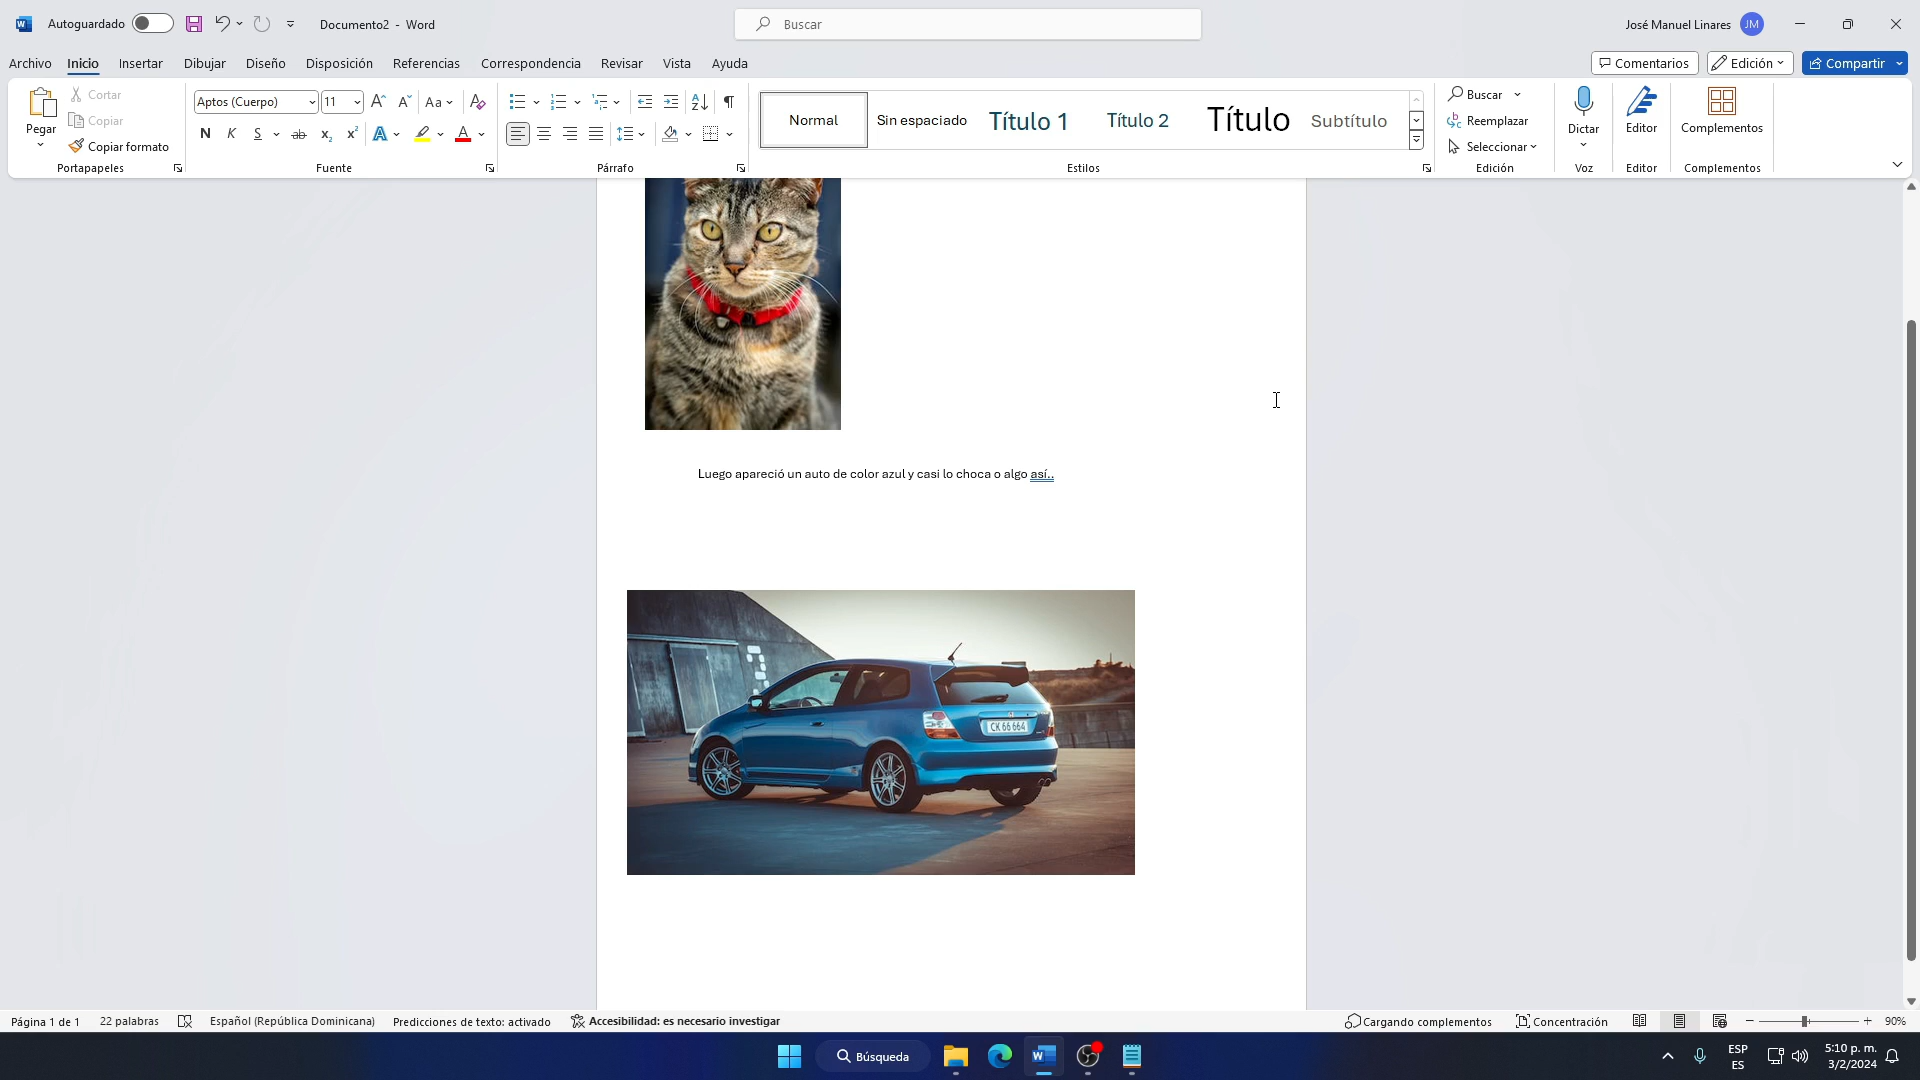 Autoguardado
Documento2 - Word
Buscar
José Manuel Linares
JM
Archivo
Inicio
Insertar
Dibujar
Diseño
Disposición
Referencias
Correspondencia
Revisar
Vista
Ayuda
Comentarios
Edición
Compartir
Pegar
Cortar
Copiar
Copiar formato
Portapapeles
Aptos (Cuerpo)
11
Aa
N K S ab x₂ x² A A
Fuente
Párrafo
Normal
Sin espaciado
Título 1
Título 2
Título
Subtítulo
Estilos
Buscar
Reemplazar
Seleccionar
Edición
Dictar
Voz
Editor
Editor
Complementos
Complementos
Luego apareció un auto de color azul y casi lo choca o algo así..
CK 66 664
Página 1 de 1
22 palabras
Español (República Dominicana)
Predicciones de texto: activado
Accesibilidad: es necesario investigar
Cargando complementos
Concentración
90%
Búsqueda
ESP
ES
5:10 p. m.
3/2/2024